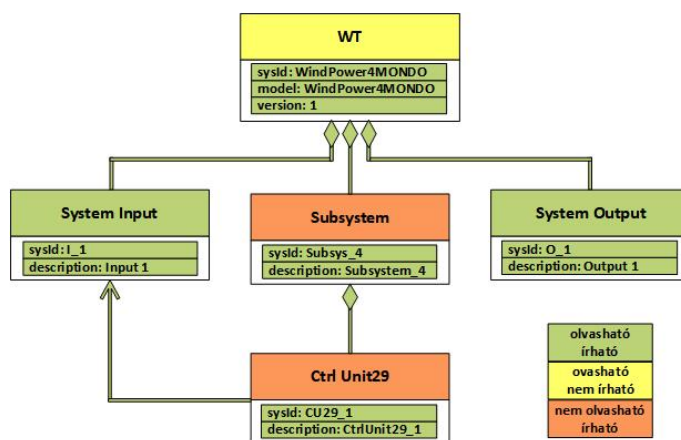 WT
sysId: WindPower4MONDO
model: WindPower4MONDO
version: 1
System Input
sysId: I_1
description: Input 1
Subsystem
sysId: Subsys_4
description: Subsystem_4
System Output
sysId: O_1
description: Output 1
Ctrl Unit29
sysId: CU29_1
description: CtrlUnit29_1
olvasható
írható
ovasható
nem írható
nem olvasható
írható